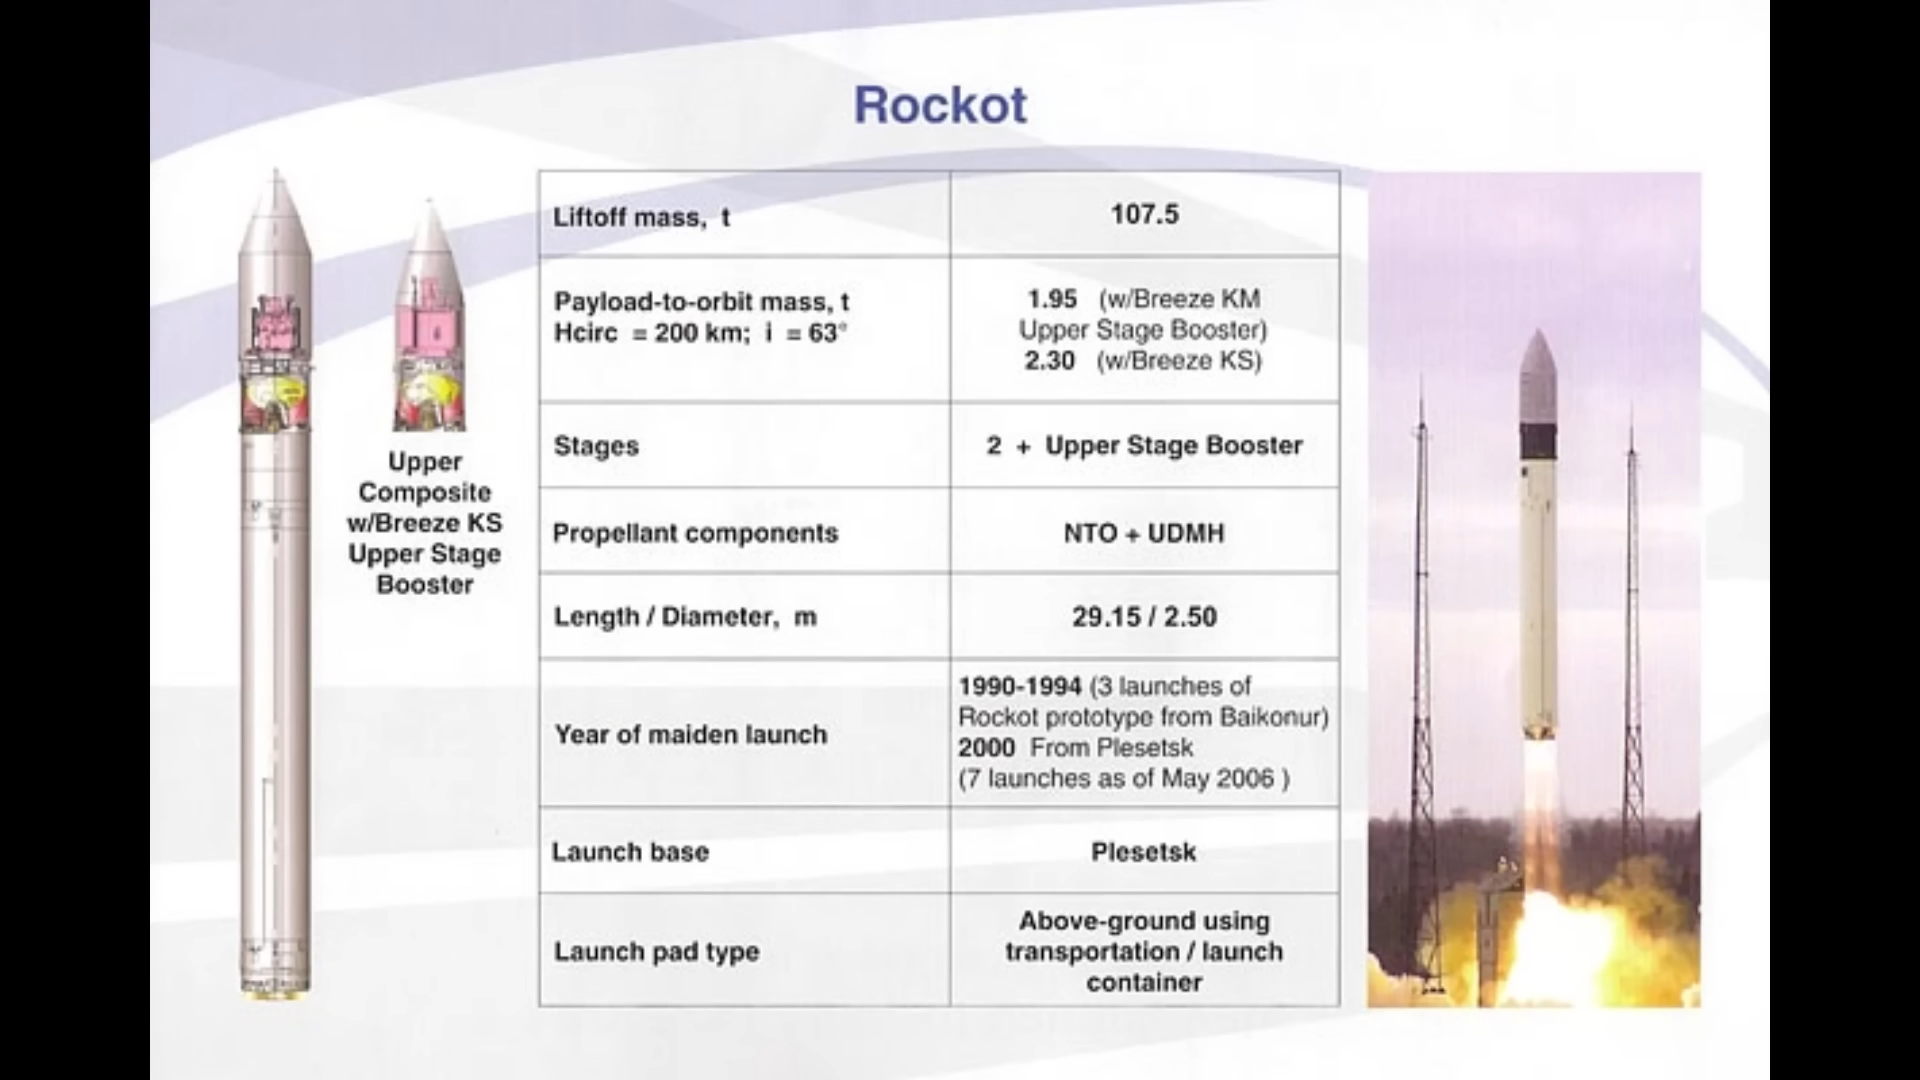 Rockot
Upper
Composite
w/Breeze KS
Upper Stage
Booster
Liftoff mass, t
107.5
Payload-to-orbit mass, t
Hcirc = 200 km; i = 63°
1.95 (w/Breeze KM
Upper Stage Booster)
2.30 (w/Breeze KS)
Stages
2 + Upper Stage Booster
Propellant components
NTO + UDMH
Length / Diameter, m
29.15 / 2.50
Year of maiden launch
1990-1994 (3 launches of
Rockot prototype from Baikonur)
2000 From Plesetsk
(7 launches as of May 2006 )
Launch base
Plesetsk
Launch pad type
Above-ground using
transportation / launch
container